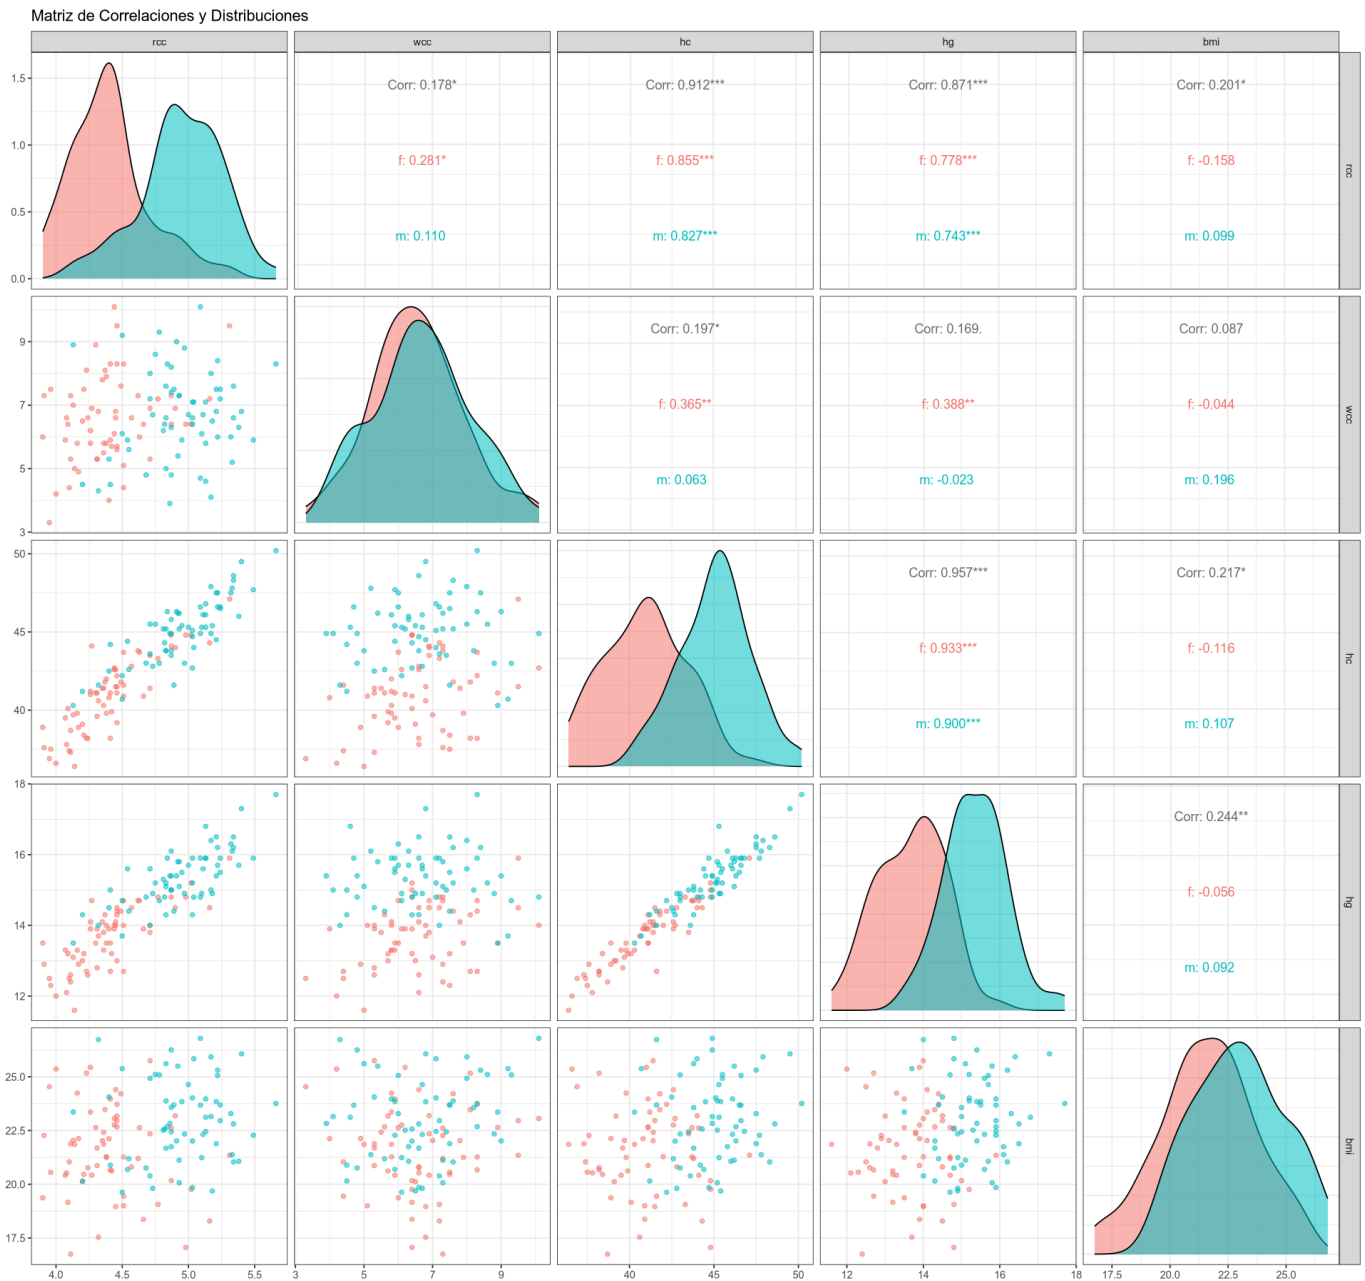 Matriz de Correlaciones y Distribuciones
rcc wcc hc hg bmi
1.5
1.0
0.5
0.0
Corr: 0.178* Corr: 0.912*** Corr: 0.871*** Corr: 0.201*
f: 0.281* f: 0.855*** f: 0.778*** f: -0.158
m: 0.110 m: 0.827*** m: 0.743*** m: 0.099
rcc
9
7
5
3
Corr: 0.197* Corr: 0.169. Corr: 0.087
f: 0.365** f: 0.388** f: -0.044
m: 0.063 m: -0.023 m: 0.196
wcc
50
45
40
Corr: 0.957*** Corr: 0.217*
f: 0.933*** f: -0.116
m: 0.900*** m: 0.107
hc
18
16
14
12
Corr: 0.244**
f: -0.056
m: 0.092
hg
25.0
22.5
20.0
17.5
bmi
4.0 4.5 5.0 5.5 3 5 7 9 40 45 50 12 14 16 18 17.5 20.0 22.5 25.0